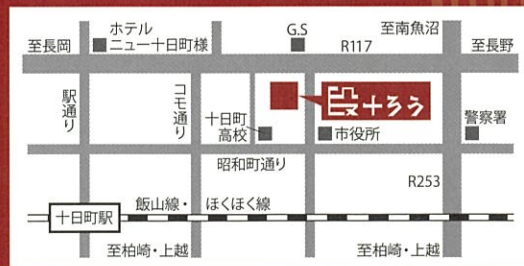 ホテル
ニュー十日町様
G.S
至南魚沼
至長岡
R117
至長野
駅通り
コモ通り
段十ろう
十日町
高校
市役所
警察署
昭和町通り
R253
飯山線・ほくほく線
十日町駅
至柏崎・上越
至柏崎・上越